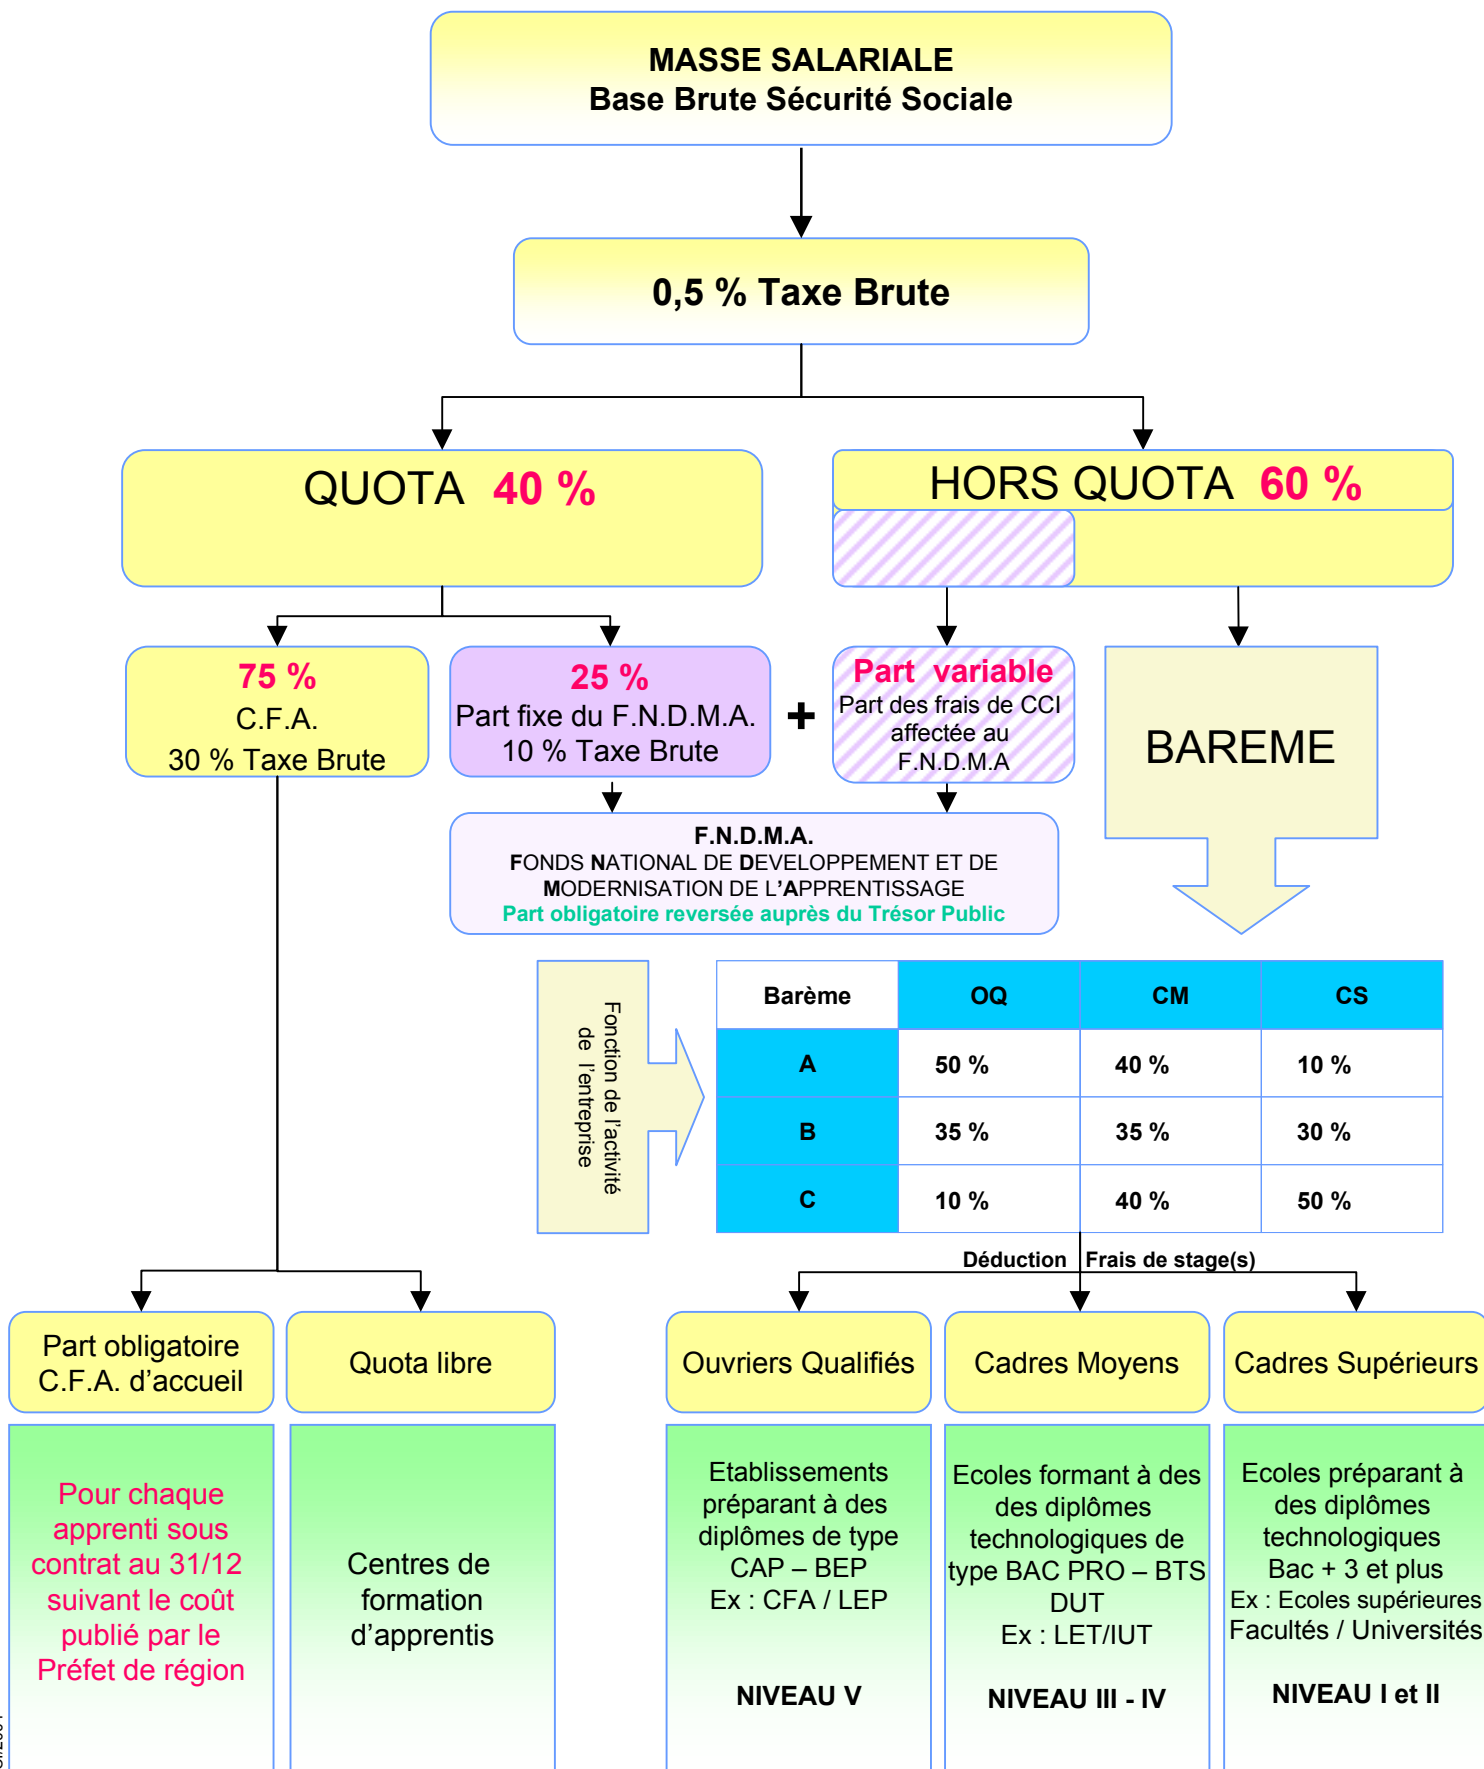 MASSE SALARIALE
Base Brute Sécurité Sociale
0,5 % Taxe Brute
QUOTA 40 %
HORS QUOTA 60 %
75 %
C.F.A.
30 % Taxe Brute
25 %
Part fixe du F.N.D.M.A.
10 % Taxe Brute
+
Part variable
Part des frais de CCI
affectée au
F.N.D.M.A
BAREME
F.N.D.M.A.
FONDS NATIONAL DE DEVELOPPEMENT ET DE
MODERNISATION DE L'APPRENTISSAGE
Part obligatoire reversée auprès du Trésor Public
Fonction de l'activité
de l'entreprise
Barème OQ CM CS
A 50 % 40 % 10 %
B 35 % 35 % 30 %
C 10 % 40 % 50 %
Déduction Frais de stage(s)
Part obligatoire
C.F.A. d'accueil
Quota libre
Ouvriers Qualifiés
Cadres Moyens
Cadres Supérieurs
Pour chaque
apprenti sous
contrat au 31/12
suivant le coût
publié par le
Préfet de région
Centres de
formation
d'apprentis
Etablissements
préparant à des
diplômes de type
CAP – BEP
Ex : CFA / LEP
NIVEAU V
Ecoles formant à des
des diplômes
technologiques de
type BAC PRO – BTS
DUT
Ex : LET/IUT
NIVEAU III - IV
Ecoles préparant à
des diplômes
technologiques
Bac + 3 et plus
Ex : Ecoles supérieures
Facultés / Universités
NIVEAU I et II